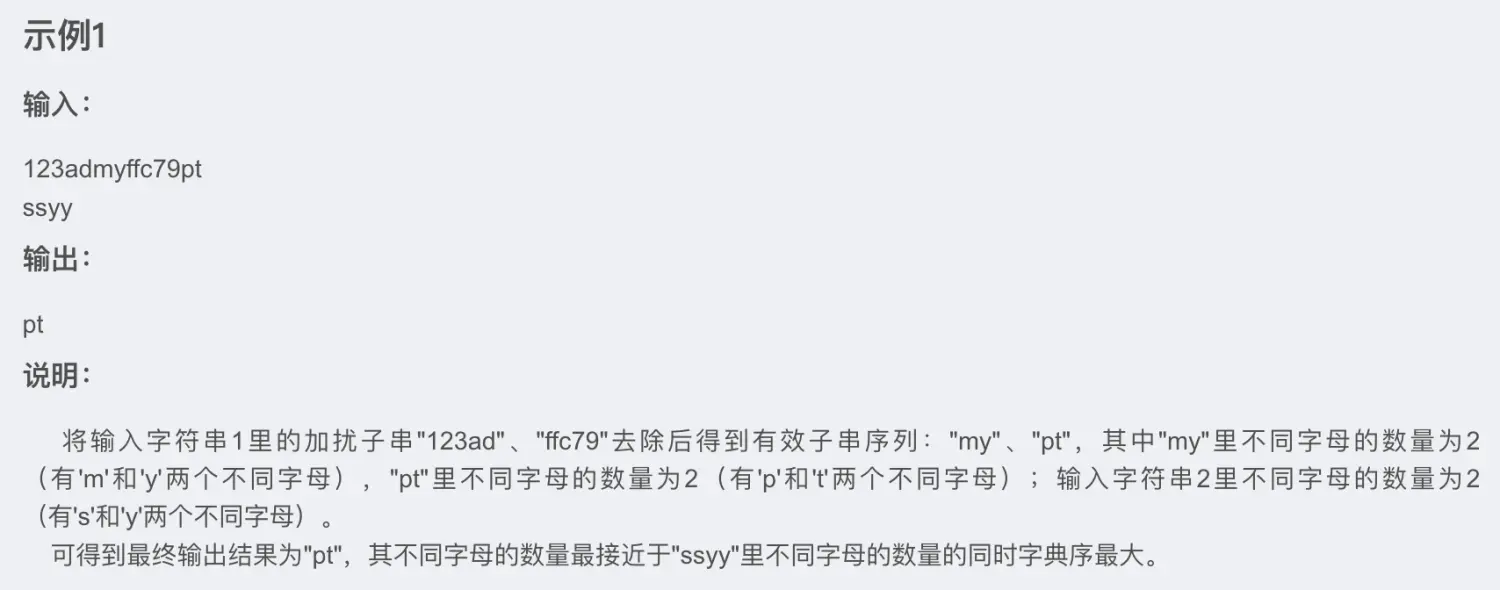 示例1
输入：
123admyffc79pt
ssyy
输出：
pt
说明：
将输入字符串1里的加扰子串"123ad"、"ffc79"去除后得到有效子串序列："my"、"pt"，其中"my"里不同字母的数量为2
（有'm'和'y'两个不同字母），"pt"里不同字母的数量为2（有'p'和't'两个不同字母）；输入字符串2里不同字母的数量为2
（有's'和'y'两个不同字母）。
可得到最终输出结果为"pt"，其不同字母的数量最接近于"ssyy"里不同字母的数量的同时字典序最大。